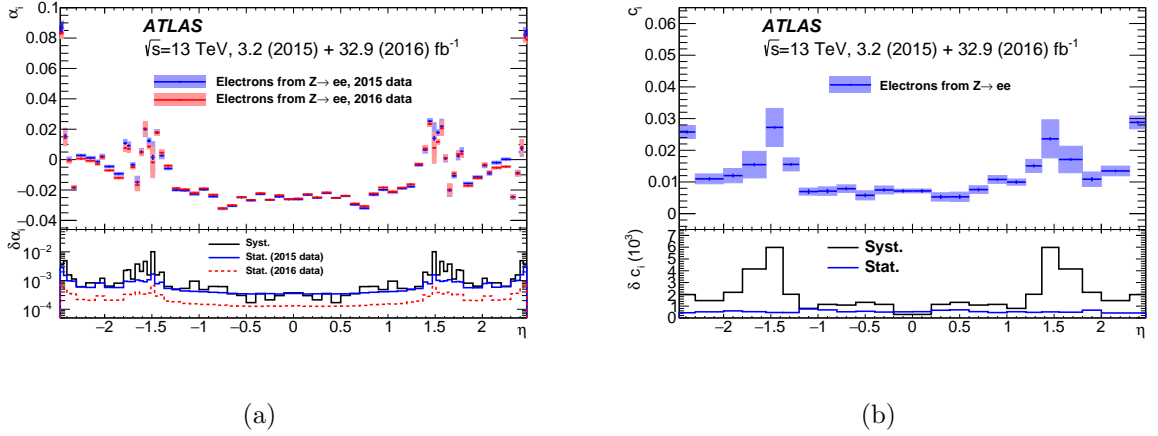 α_i
0.1
0.08
0.06
0.04
0.02
0
−0.02
−0.04
ATLAS
√s=13 TeV, 3.2 (2015) + 32.9 (2016) fb⁻¹
Electrons from Z→ ee, 2015 data
Electrons from Z→ ee, 2016 data
δα_i
10⁻²
10⁻³
10⁻⁴
Syst.
Stat. (2015 data)
Stat. (2016 data)
−2 −1.5 −1 −0.5 0 0.5 1 1.5 2 η
(a)
c_i
0.06
0.05
0.04
0.03
0.02
0.01
0
ATLAS
√s=13 TeV, 3.2 (2015) + 32.9 (2016) fb⁻¹
Electrons from Z→ ee
δ c_i (10³)
7
6
5
4
3
2
1
0
Syst.
Stat.
−2 −1.5 −1 −0.5 0 0.5 1 1.5 2 η
(b)